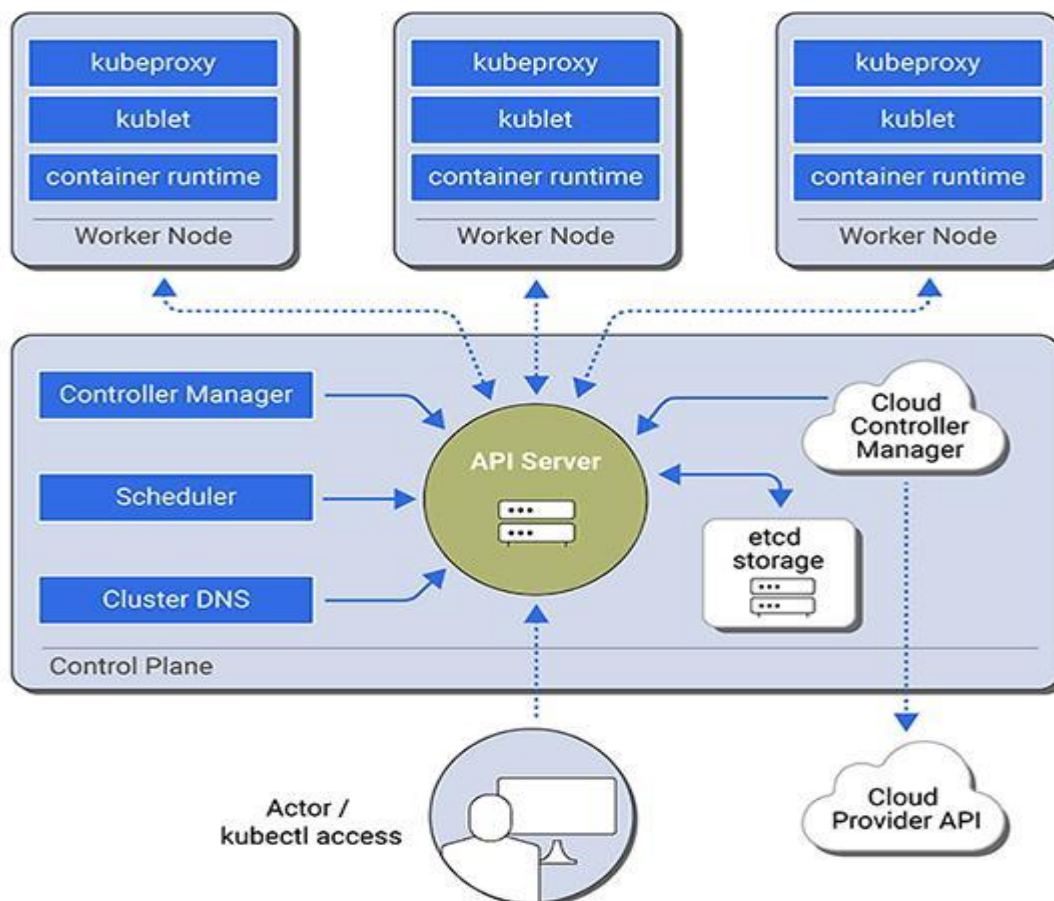 kubeproxy
kublet
container runtime
Worker Node
kubeproxy
kublet
container runtime
Worker Node
kubeproxy
kublet
container runtime
Worker Node
Controller Manager
Scheduler
Cluster DNS
API Server
Cloud
Controller
Manager
etcd
storage
Control Plane
Actor /
kubectl access
Cloud
Provider API